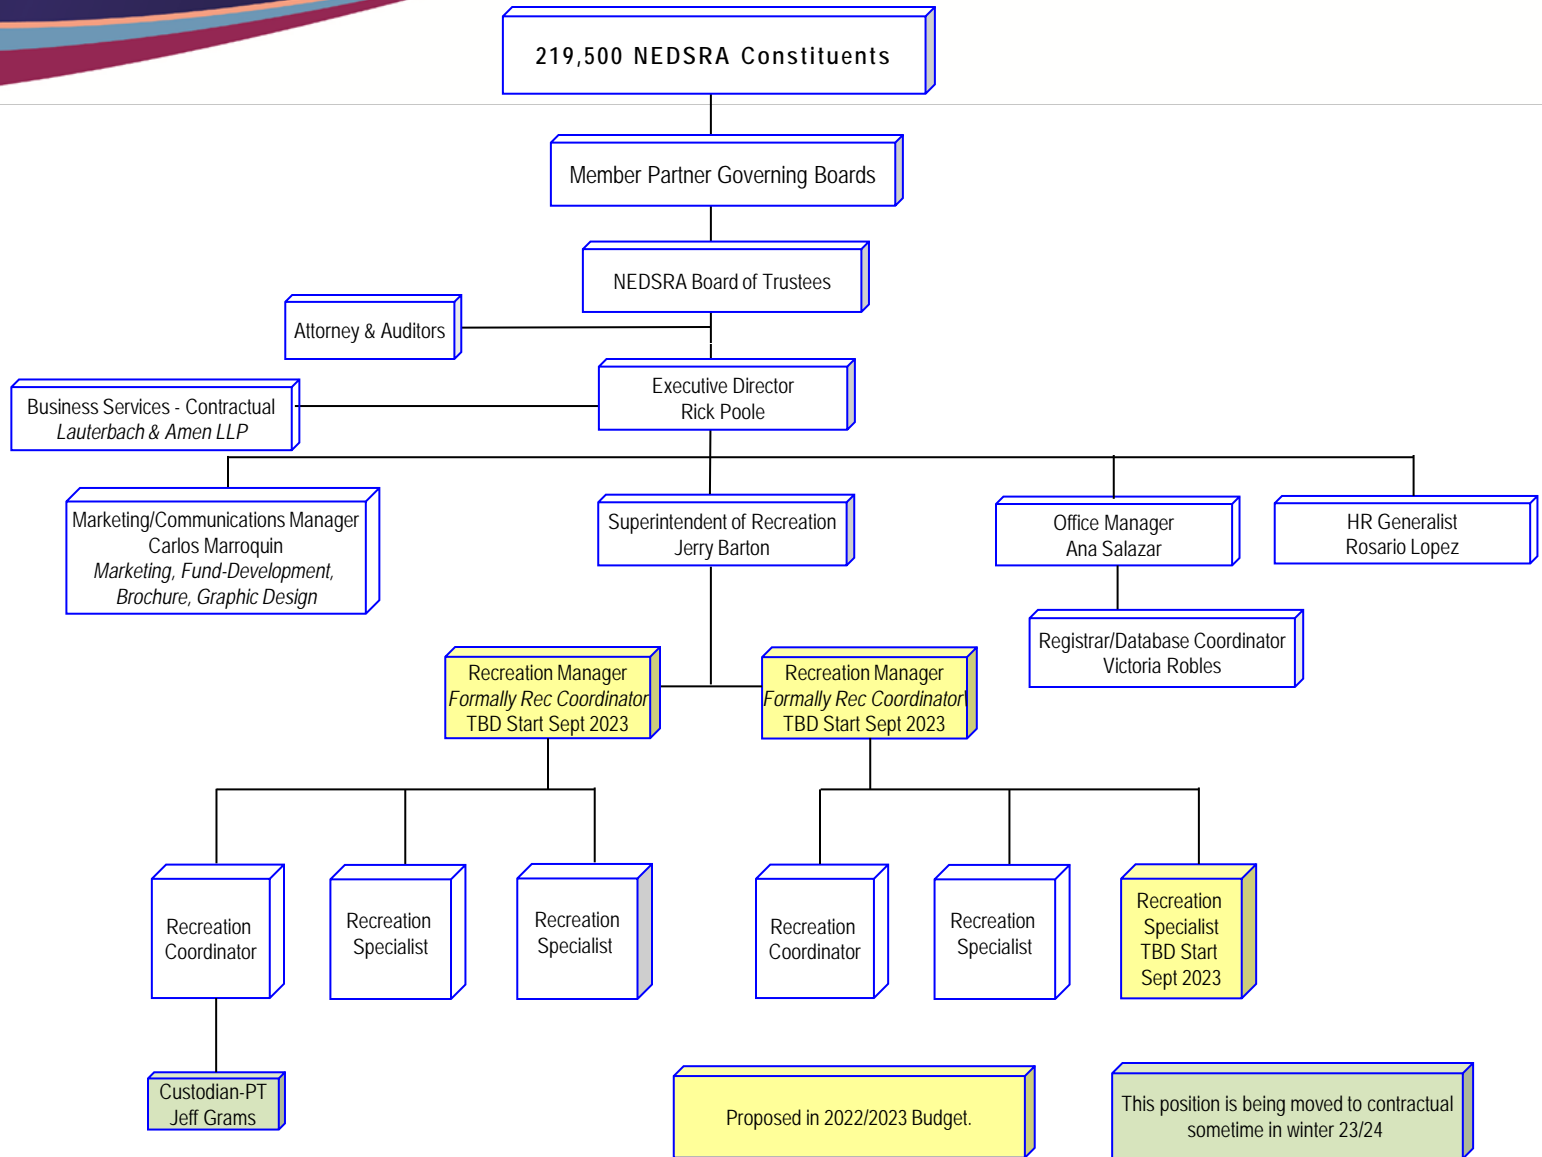 219,500 NEDSRA Constituents
Member Partner Governing Boards
NEDSRA Board of Trustees
Attorney & Auditors
Executive Director
Rick Poole
Business Services - Contractual
Lauterbach & Amen LLP
Marketing/Communications Manager
Carlos Marroquin
Marketing, Fund-Development,
Brochure, Graphic Design
Superintendent of Recreation
Jerry Barton
Office Manager
Ana Salazar
HR Generalist
Rosario Lopez
Registrar/Database Coordinator
Victoria Robles
Recreation Manager
Formally Rec Coordinator
TBD Start Sept 2023
Recreation Manager
Formally Rec Coordinator\
TBD Start Sept 2023
Recreation
Coordinator
Recreation
Specialist
Recreation
Specialist
Recreation
Coordinator
Recreation
Specialist
Recreation
Specialist
TBD Start
Sept 2023
Custodian-PT
Jeff Grams
Proposed in 2022/2023 Budget.
This position is being moved to contractual
sometime in winter 23/24